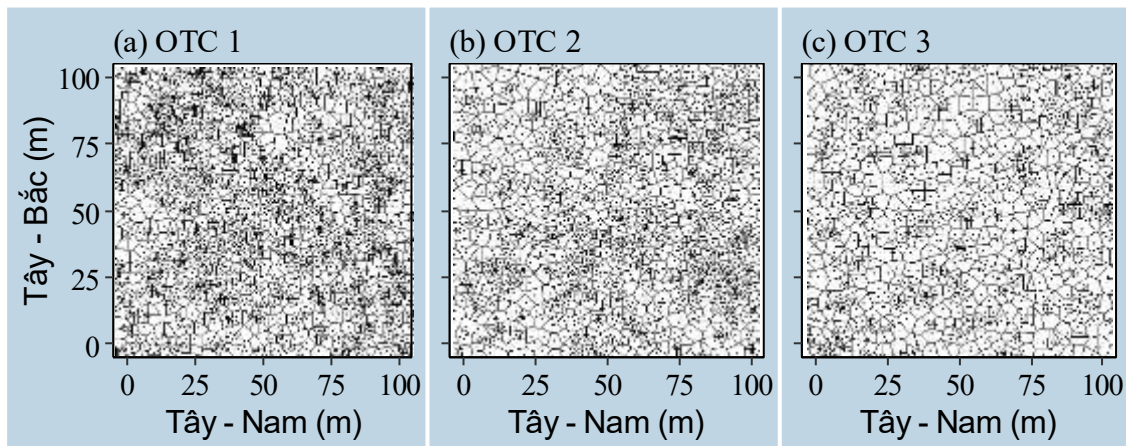 (a) OTC 1
(b) OTC 2
(c) OTC 3
Tây - Bắc (m)
100
75
50
25
0
0 25 50 75 100
0 25 50 75 100
0 25 50 75 100
Tây - Nam (m)
Tây - Nam (m)
Tây - Nam (m)